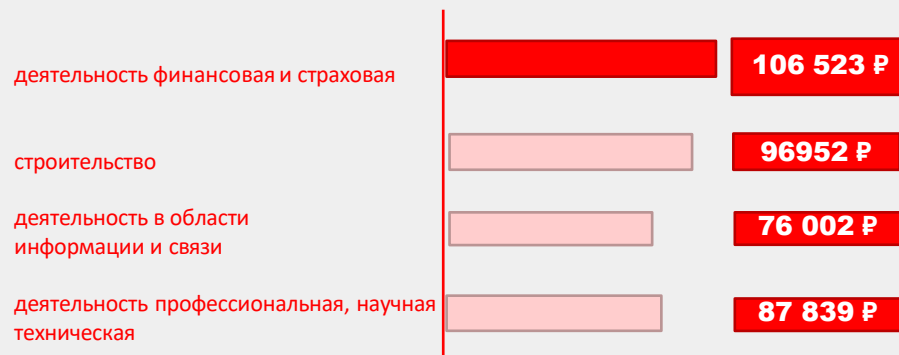 деятельность финансовая и страховая
106 523 ₽
строительство
96952 ₽
деятельность в области
информации и связи
76 002 ₽
деятельность профессиональная, научная
техническая
87 839 ₽